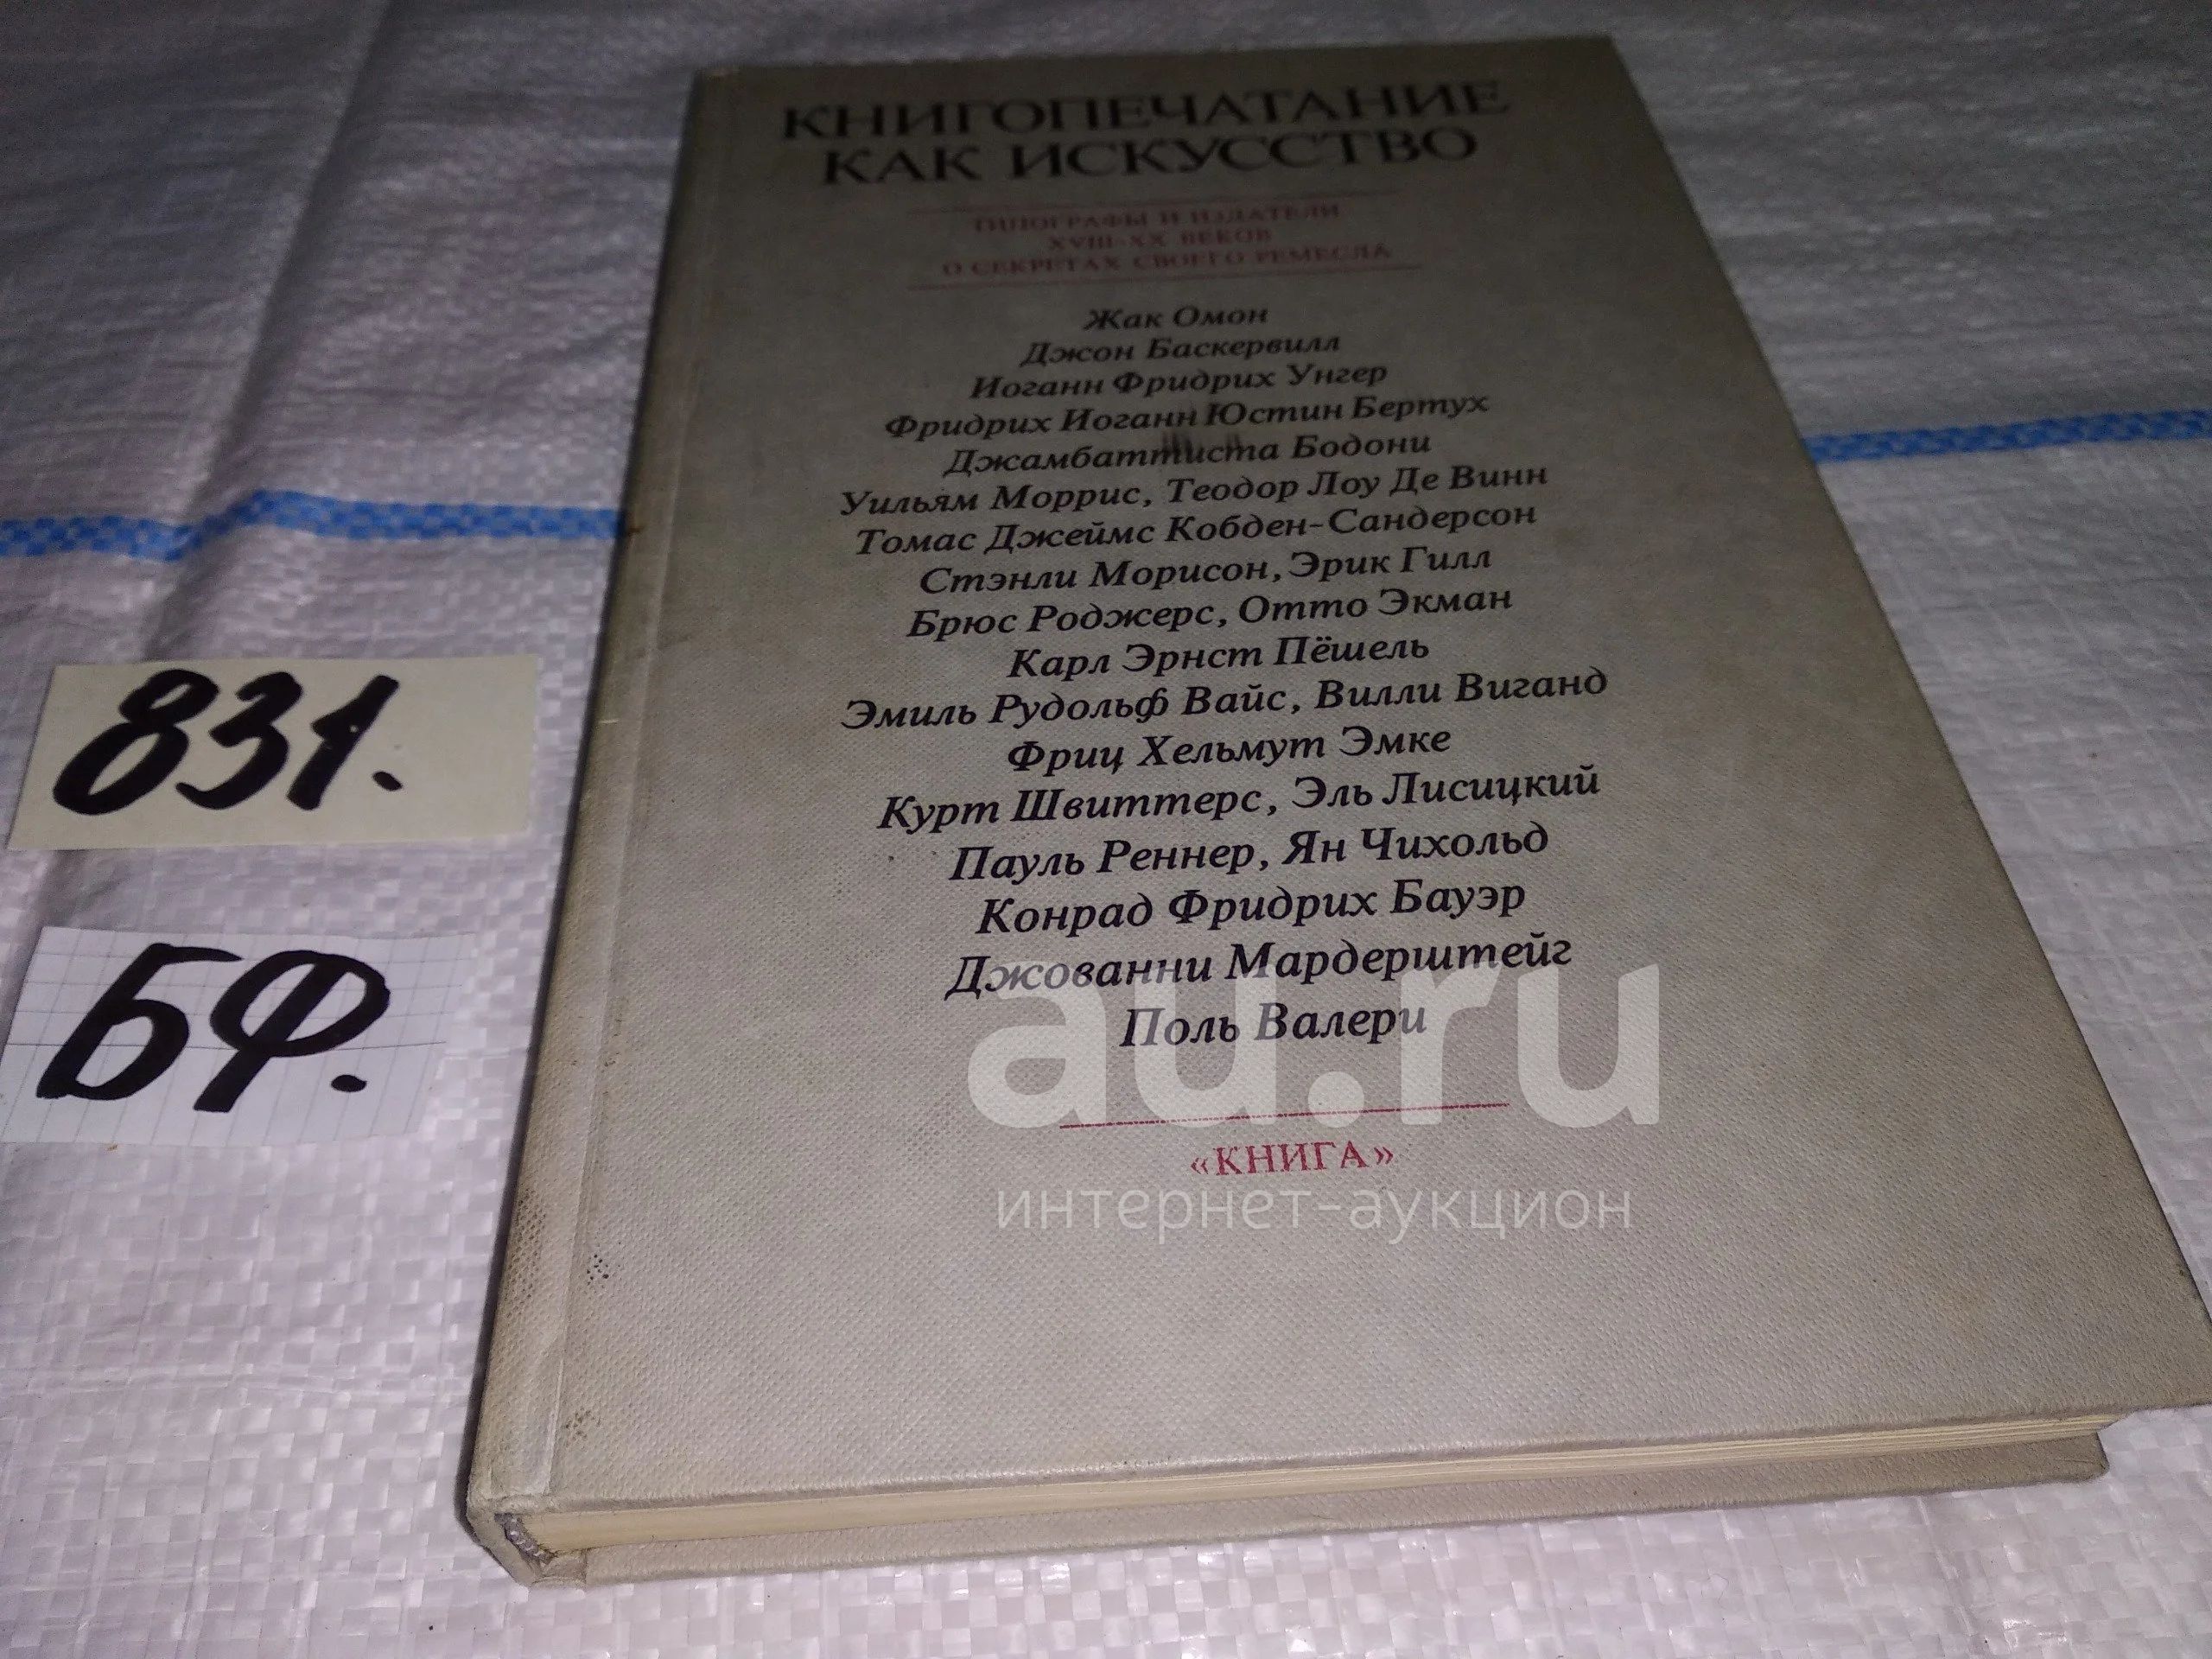 КНИГОПЕЧАТАНИЕ
КАК ИСКУССТВО
ТИПОГРАФЫ И ИЗДАТЕЛИ
XVIII–XX ВЕКОВ
О СЕКРЕТАХ СВОЕГО РЕМЕСЛА
Жак Омон
Джон Баскервилл
Иоганн Фридрих Унгер
Фридрих Иоганн Юстин Бертух
Джамбаттиста Бодони
Уильям Моррис, Теодор Лоу Де Винн
Томас Джеймс Кобден-Сандерсон
Стэнли Морисон, Эрик Гилл
Брюс Роджерс, Отто Экман
Карл Эрнст Пёшель
Эмиль Рудольф Вайс, Вилли Виганд
Фриц Хельмут Эмке
Курт Швиттерс, Эль Лисицкий
Пауль Реннер, Ян Чихольд
Конрад Фридрих Бауэр
Джованни Мардерштейг
Поль Валери
«КНИГА»
831.
БФ.
au.ru
интернет-аукцион